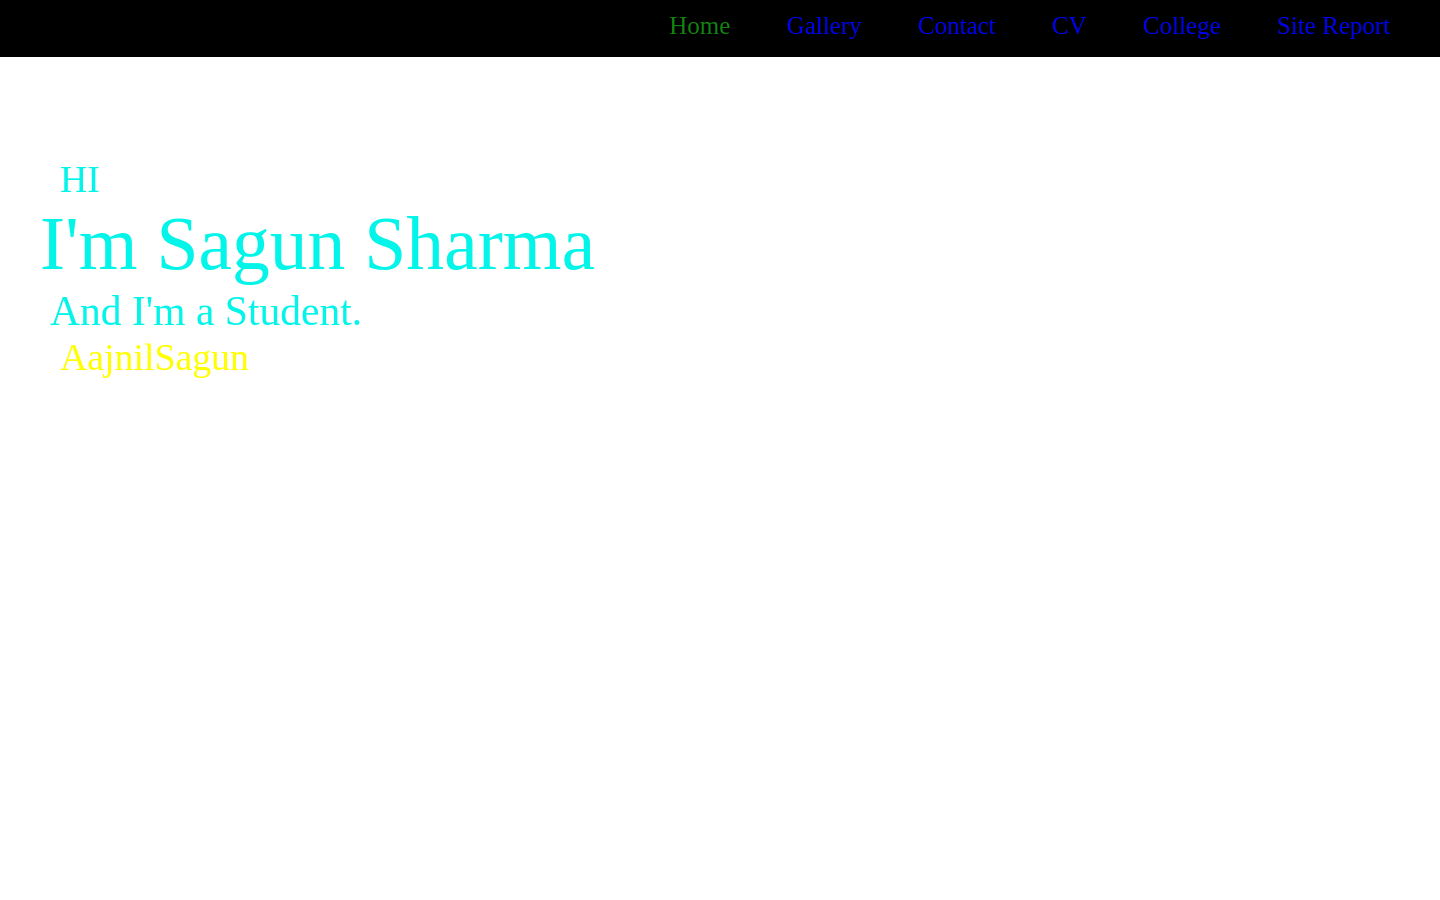 Home Gallery Contact CV College Site Report
HI
I'm Sagun Sharma
And I'm a Student.
AajnilSagun